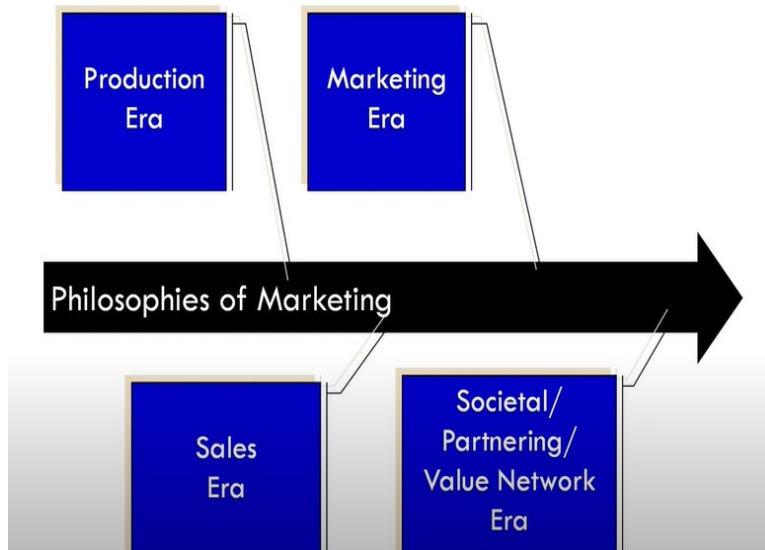 Production
Era
Marketing
Era
Philosophies of Marketing
Sales
Era
Societal/
Partnering/
Value Network
Era